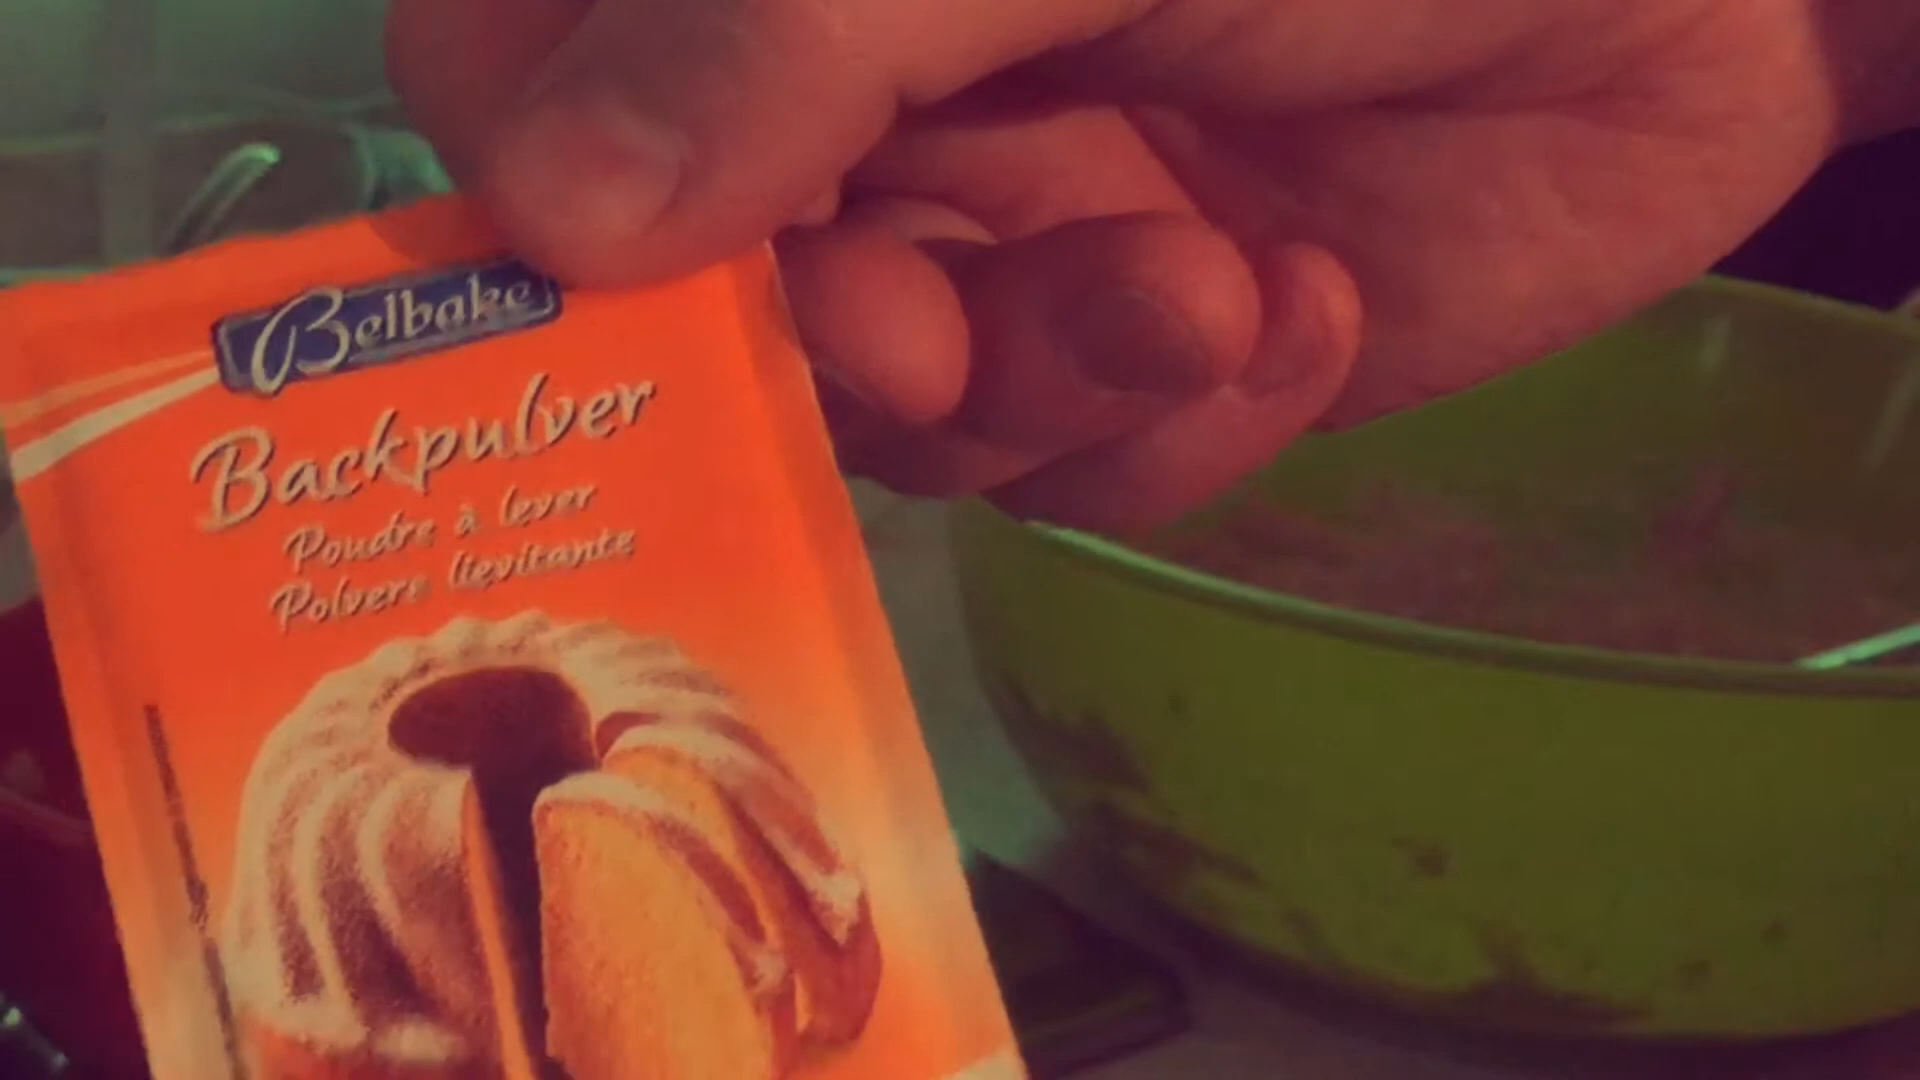 Belbake
Backpulver
Poudre à lever
Polvere lievitante